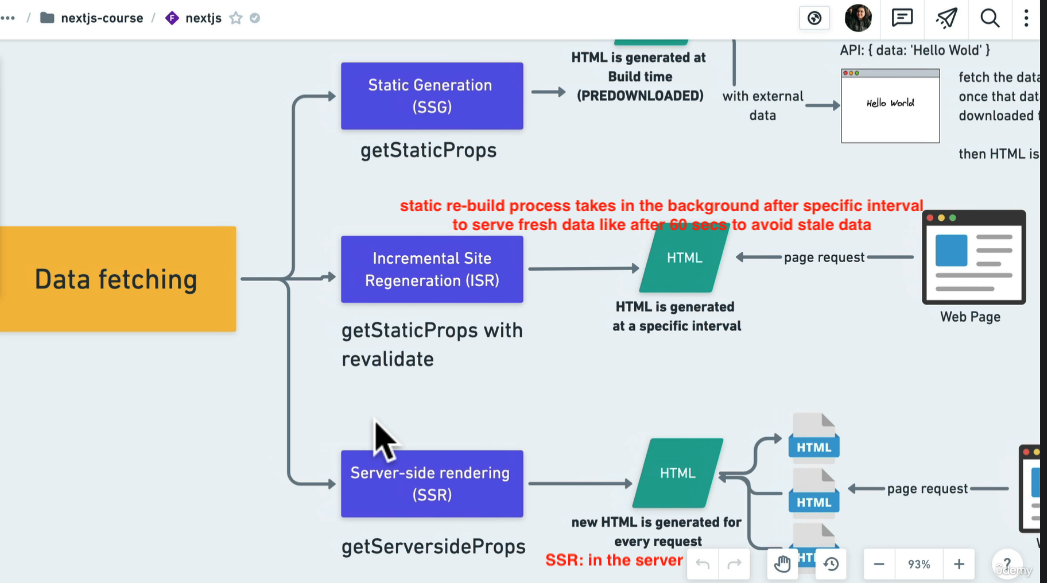 nextjs-course / nextjs
API: { data: 'Hello Wold' }
HTML is generated at
Build time
(PREDOWNLOADED)
Static Generation
(SSG)
getStaticProps
with external
data
Hello World
fetch the data
once that dat
downloaded
then HTML is
static re-build process takes in the background after specific interval
to serve fresh data like after 60 secs to avoid stale data
Data fetching
Incremental Site
Regeneration (ISR)
getStaticProps with
revalidate
HTML
HTML is generated
at a specific interval
page request
Web Page
Server-side rendering
(SSR)
getServersideProps
HTML
new HTML is generated for
every request
SSR: in the server
HTML
HTML
page request
93%
?
ûdemy